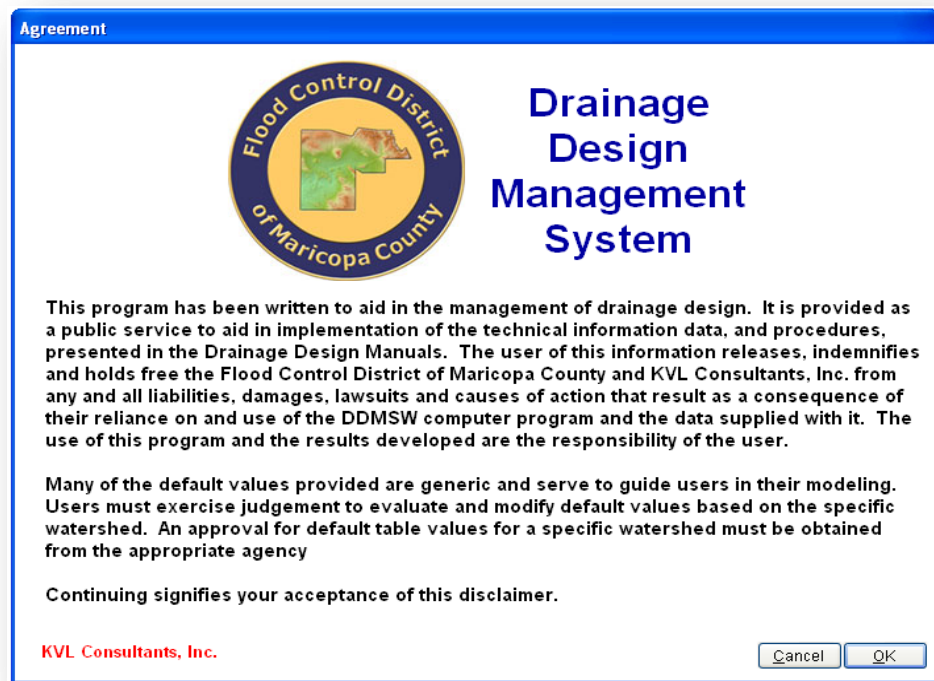 Agreement
Flood Control District
of Maricopa County
Drainage
Design
Management
System
This program has been written to aid in the management of drainage design.  It is provided as
a public service to aid in implementation of the technical information data, and procedures,
presented in the Drainage Design Manuals.  The user of this information releases, indemnifies
and holds free the Flood Control District of Maricopa County and KVL Consultants, Inc. from
any and all liabilities, damages, lawsuits and causes of action that result as a consequence of
their reliance on and use of the DDMSW computer program and the data supplied with it.  The
use of this program and the results developed are the responsibility of the user.
Many of the default values provided are generic and serve to guide users in their modeling.
Users must exercise judgement to evaluate and modify default values based on the specific
watershed.  An approval for default table values for a specific watershed must be obtained
from the appropriate agency
Continuing signifies your acceptance of this disclaimer.
KVL Consultants, Inc.
Cancel
OK